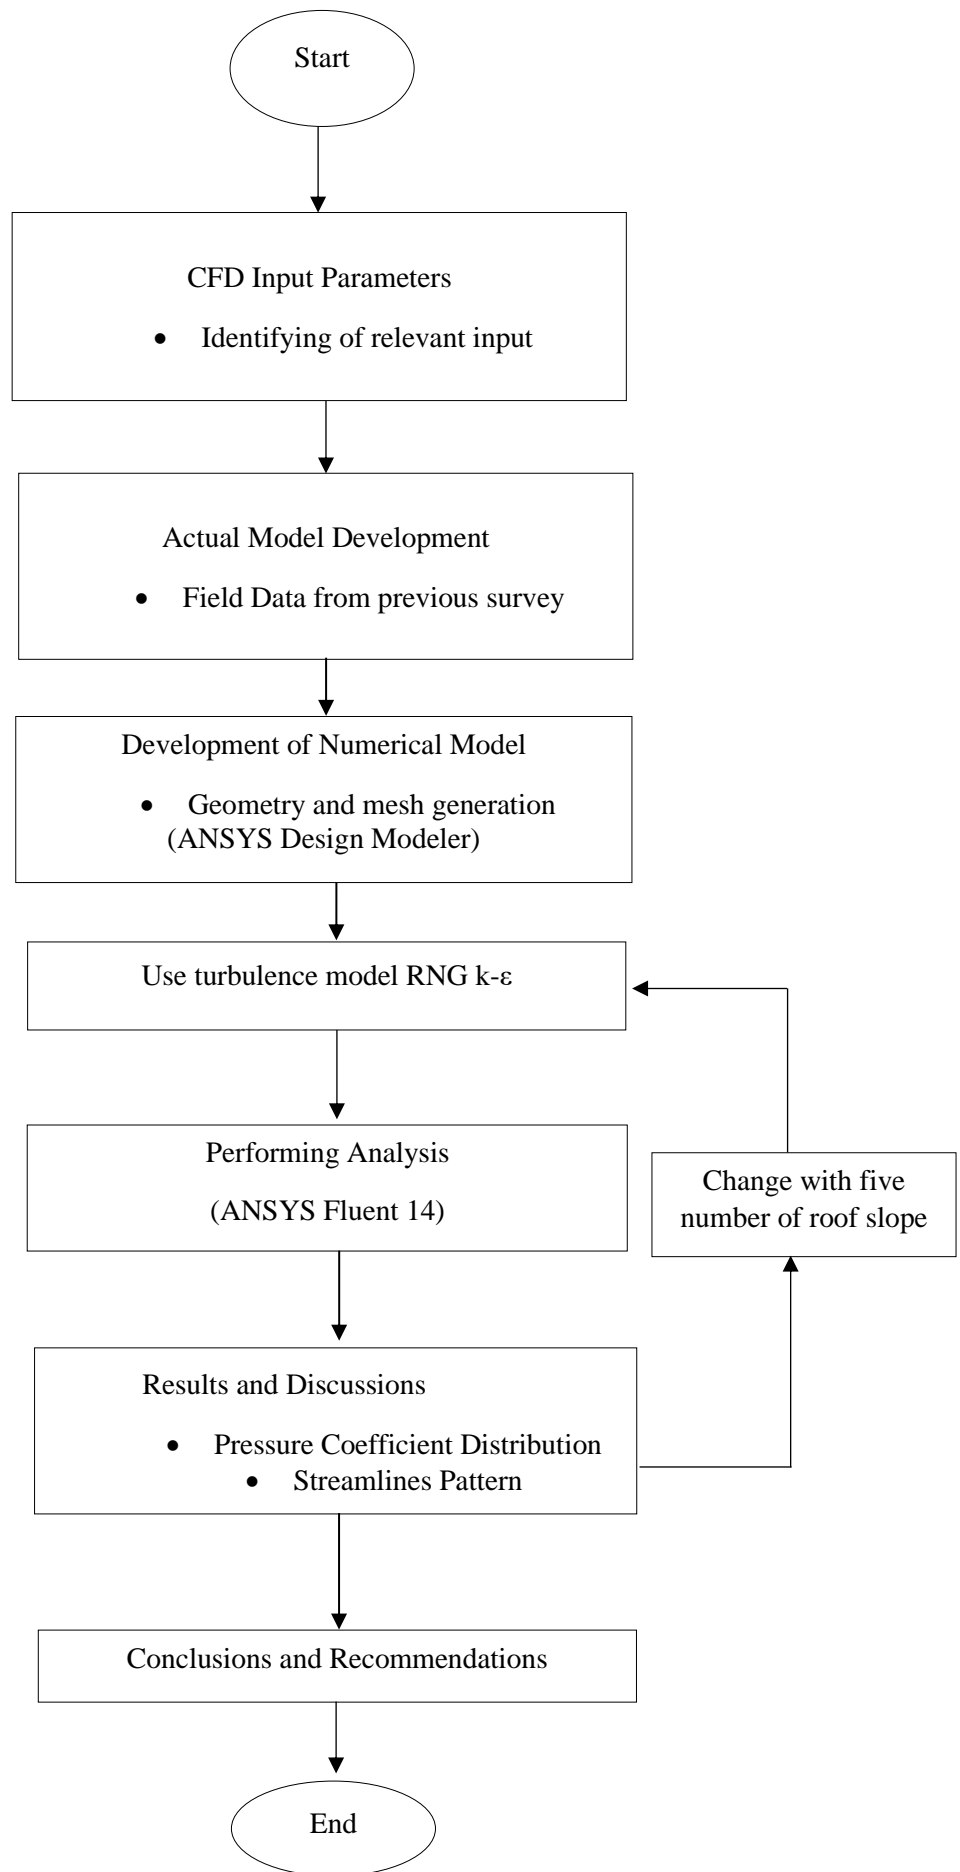 Start
CFD Input Parameters
• Identifying of relevant input
Actual Model Development
• Field Data from previous survey
Development of Numerical Model
• Geometry and mesh generation
(ANSYS Design Modeler)
Use turbulence model RNG k-ε
Performing Analysis
(ANSYS Fluent 14)
Change with five
number of roof slope
Results and Discussions
• Pressure Coefficient Distribution
• Streamlines Pattern
Conclusions and Recommendations
End